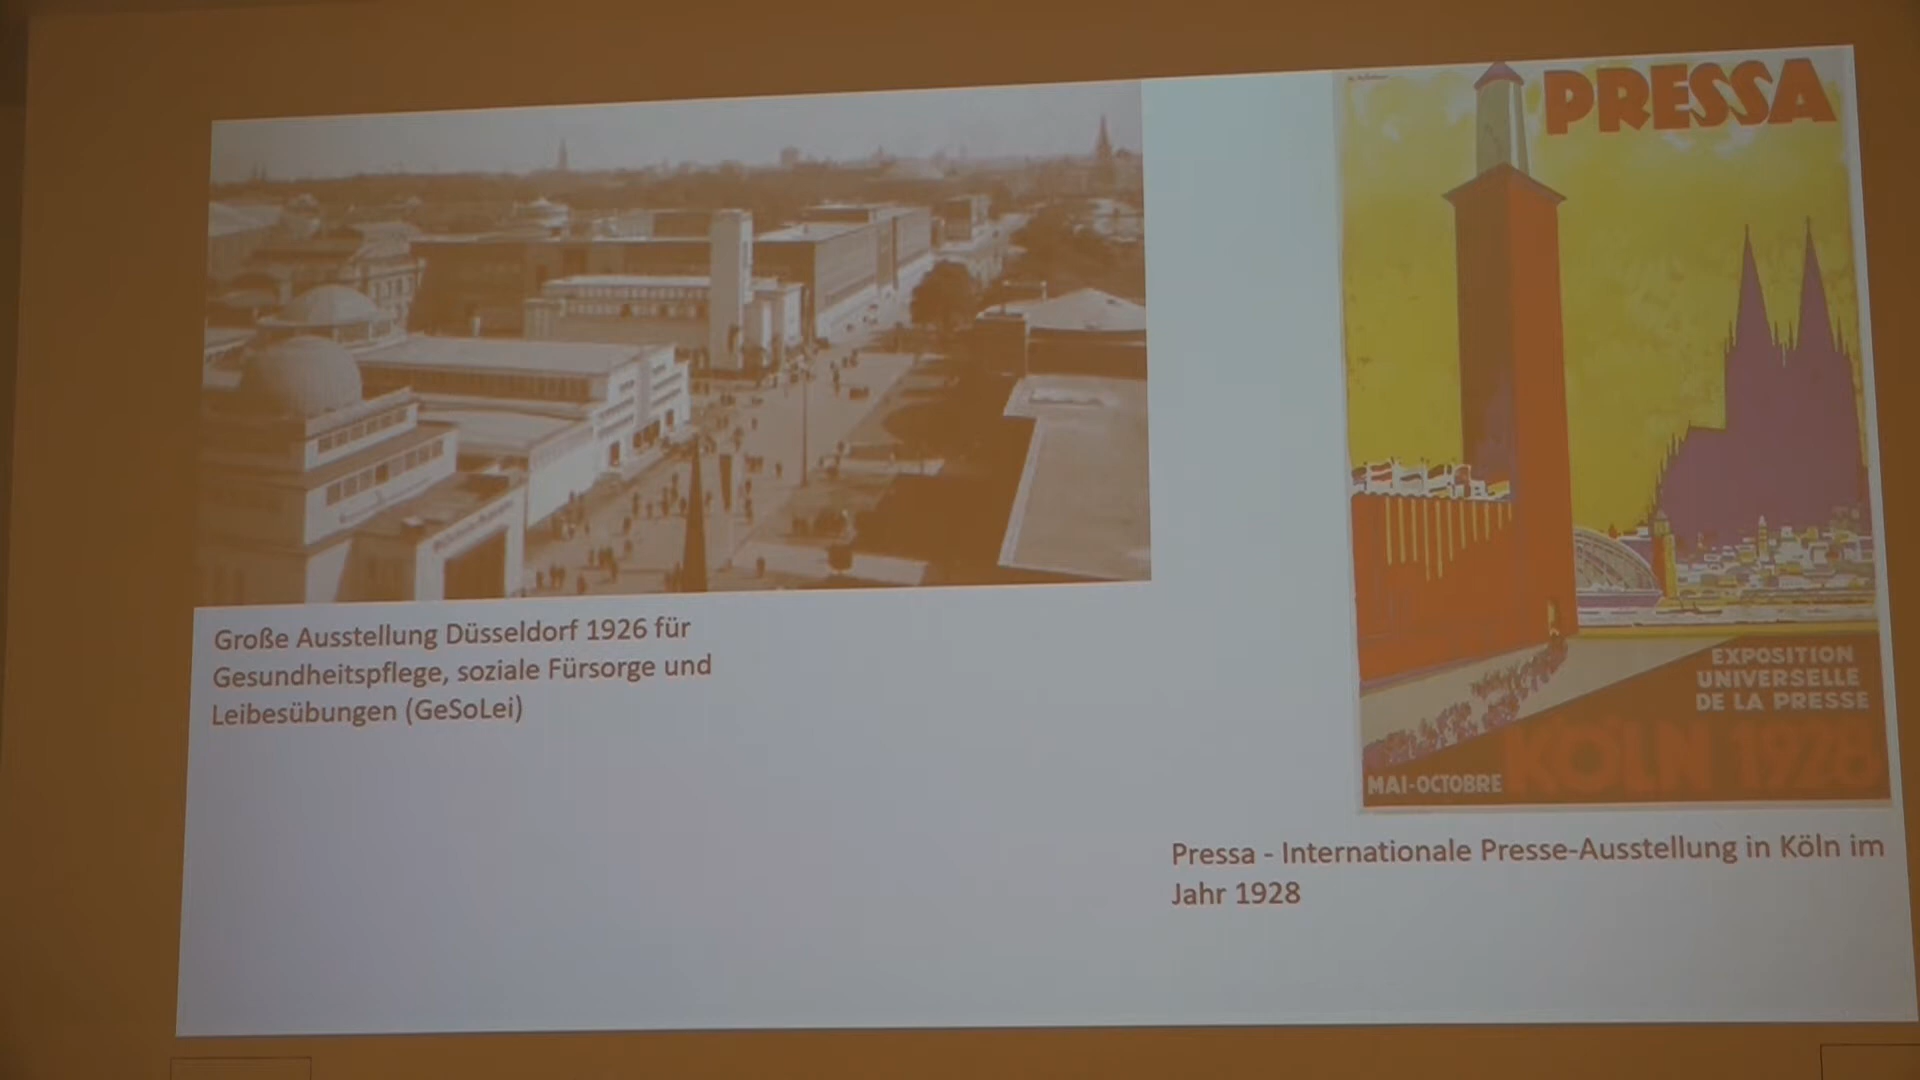 Große Ausstellung Düsseldorf 1926 für
Gesundheitspflege, soziale Fürsorge und
Leibesübungen (GeSoLei)
PRESSA
EXPOSITION
UNIVERSELLE
DE LA PRESSE
KÖLN 1928
MAI-OCTOBRE
Pressa - Internationale Presse-Ausstellung in Köln im
Jahr 1928